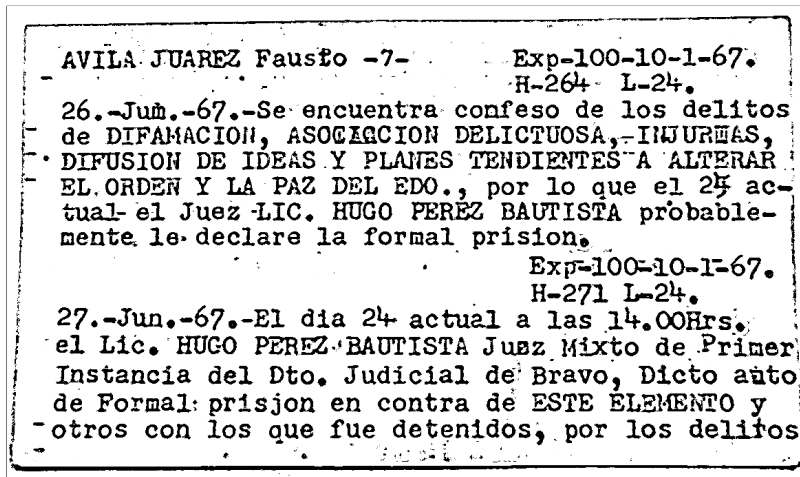 AVILA JUAREZ Fausto -7- Exp-100-10-1-67.
H-264 L-24.
26.-Jun.-67.-Se encuentra confeso de los delitos
de DIFAMACION, ASOCIACCION DELICTUOSA,-INJURIAS,
DIFUSION DE IDEAS Y PLANES TENDIENTES A ALTERAR
EL ORDEN Y LA PAZ DEL EDO., por lo que el ac-
tual el Juez LIC. HUGO PEREZ BAUTISTA probable-
mente le declare la formal prision.
Exp-100-10-1-67.
H-271 L-24.
27.-Jun.-67.-El dia 24 actual a las 14.00Hrs.
el Lic. HUGO PEREZ BAUTISTA Juez Mixto de Primer
Instancia del Dto. Judicial de Bravo, Dicto auto
de Formal prisjon en contra de ESTE ELEMENTO y
otros con los que fue detenidos, por los delitos